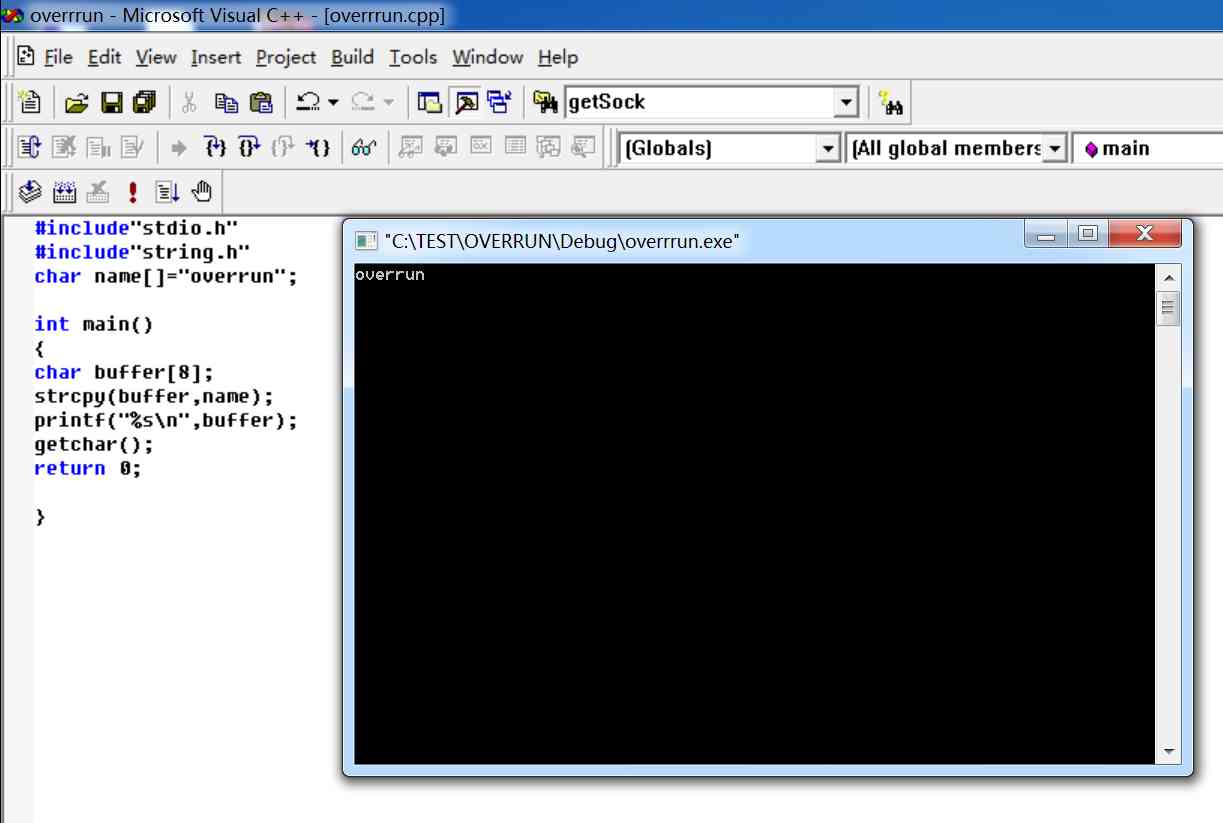 overrrun - Microsoft Visual C++ - [overrrun.cpp]
File Edit View Insert Project Build Tools Window Help
getSock
(Globals) (All global members main
#include"stdio.h"
#include"string.h"
char name[]="overrun";
int main()
{
char buffer[8];
strcpy(buffer,name);
printf("%s\n",buffer);
getchar();
return 0;
}
"C:\TEST\OVERRUN\Debug\overrrun.exe"
overrun